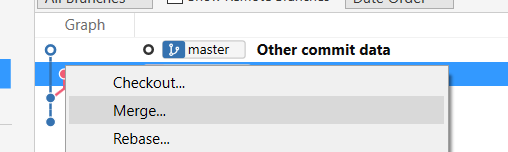 All Branches
Show Remote Branches
Date Order
Graph
master
Other commit data
Checkout...
Merge...
Rebase...